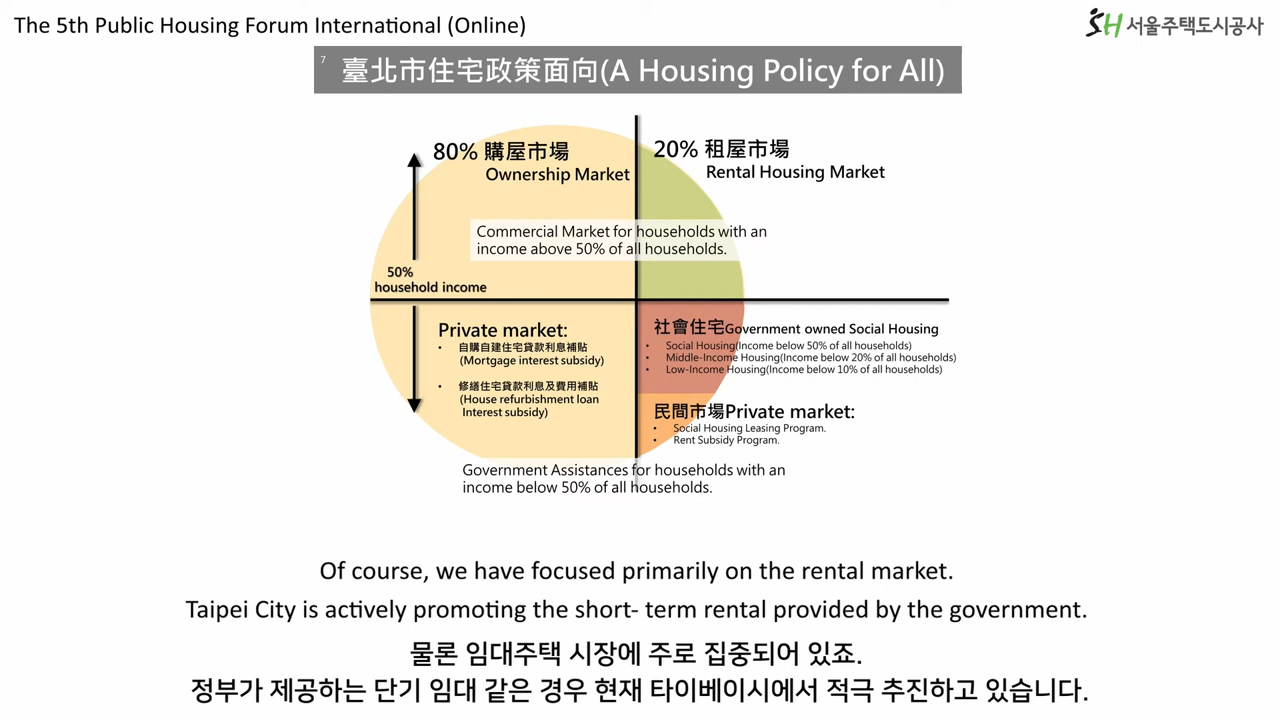 The 5th Public Housing Forum International (Online)
SH 서울주택도시공사
7
臺北市住宅政策面向(A Housing Policy for All)
80% 購屋市場
Ownership Market
20% 租屋市場
Rental Housing Market
Commercial Market for households with an
income above 50% of all households.
50%
household income
Private market:
• 自購自建住宅貸款利息補貼
(Mortgage interest subsidy)
• 修繕住宅貸款利息及費用補貼
(House refurbishment loan
Interest subsidy)
社會住宅Government owned Social Housing
• Social Housing(Income below 50% of all households)
• Middle-Income Housing(Income below 20% of all households)
• Low-Income Housing(Income below 10% of all households)
民間市場Private market:
• Social Housing Leasing Program.
• Rent Subsidy Program.
Government Assistances for households with an
income below 50% of all households.
Of course, we have focused primarily on the rental market.
Taipei City is actively promoting the short- term rental provided by the government.
물론 임대주택 시장에 주로 집중되어 있죠.
정부가 제공하는 단기 임대 같은 경우 현재 타이베이시에서 적극 추진하고 있습니다.